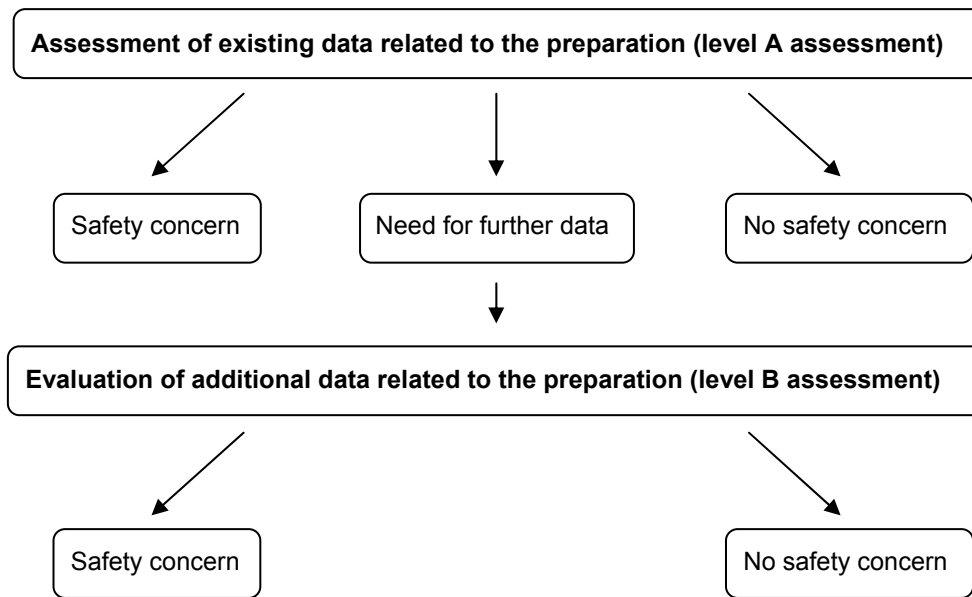 Assessment of existing data related to the preparation (level A assessment)
Safety concern
Need for further data
No safety concern
Evaluation of additional data related to the preparation (level B assessment)
Safety concern
No safety concern